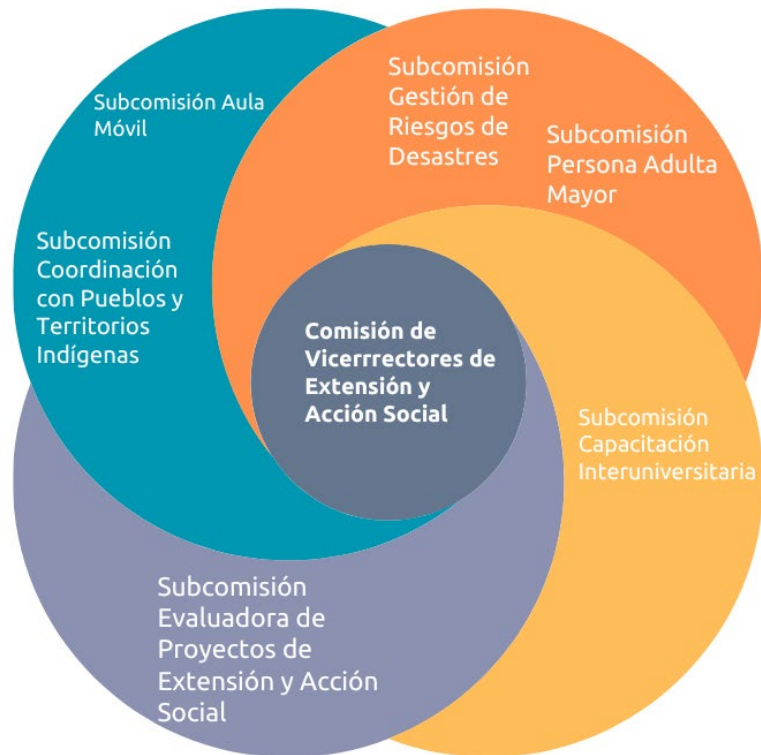 Subcomisión Aula
Móvil
Subcomisión
Gestión de
Riesgos de
Desastres
Subcomisión
Persona Adulta
Mayor
Subcomisión
Coordinación
con Pueblos y
Territorios
Indígenas
Comisión de
Vicerrrectores de
Extensión y
Acción Social
Subcomisión
Capacitación
Interuniversitaria
Subcomisión
Evaluadora de
Proyectos de
Extensión y Acción
Social